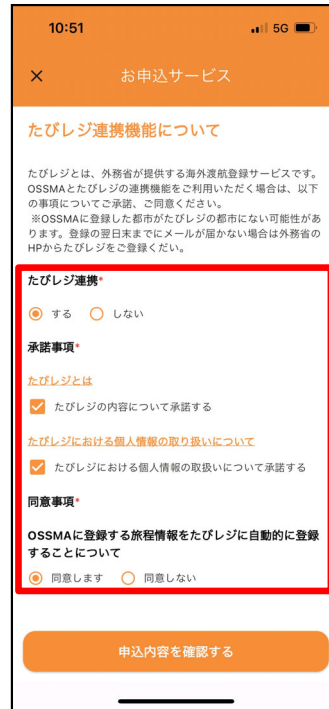 10:51
5G
× お申込サービス
たびレジ連携機能について
たびレジとは、外務省が提供する海外渡航登録サービスです。
OSSMAとたびレジの連携機能をご利用いただく場合は、以下
の事項についてご承諾、ご同意ください。
※OSSMAに登録した都市がたびレジの都市にない可能性があ
ります。登録の翌日末までにメールが届かない場合は外務省の
HPからたびレジをご登録くだい。
たびレジ連携*
する しない
承諾事項*
たびレジとは
たびレジの内容について承諾する
たびレジにおける個人情報の取り扱いについて
たびレジにおける個人情報の取扱いについて承諾する
同意事項*
OSSMAに登録する旅程情報をたびレジに自動的に登録
することについて
同意します 同意しない
申込内容を確認する